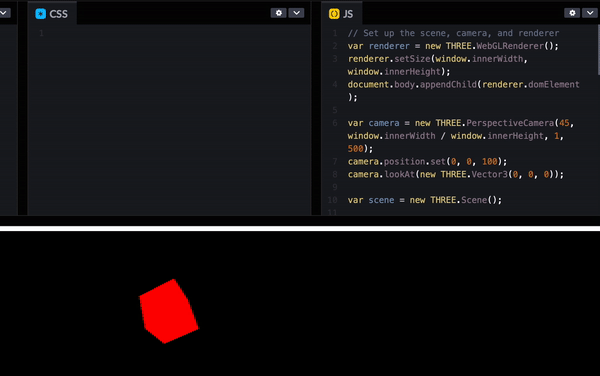 CSS
1
JS
1 // Set up the scene, camera, and renderer
2 var renderer = new THREE.WebGLRenderer();
3 renderer.setSize(window.innerWidth,
window.innerHeight);
4 document.body.appendChild(renderer.domElement
);
5
6 var camera = new THREE.PerspectiveCamera(45,
window.innerWidth / window.innerHeight, 1,
500);
7 camera.position.set(0, 0, 100);
8 camera.lookAt(new THREE.Vector3(0, 0, 0));
9
10 var scene = new THREE.Scene();
11